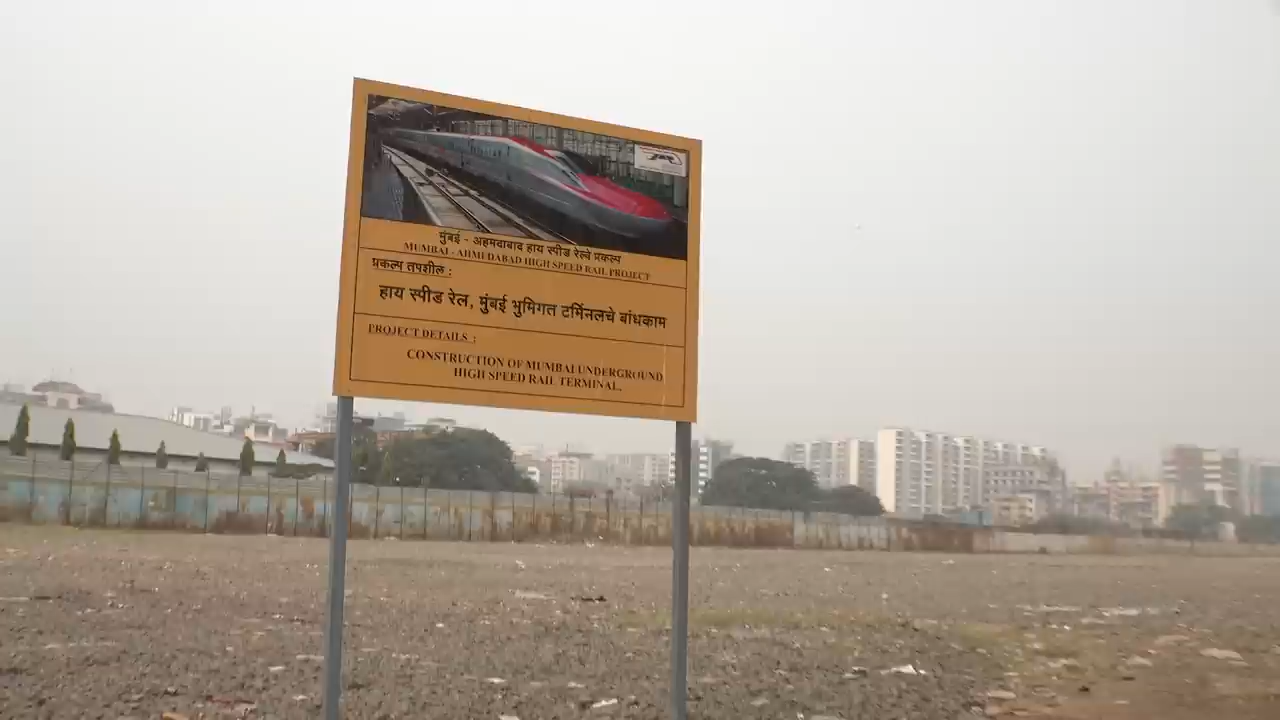 मुंबई - अहमदाबाद हाय स्पीड रेल्वे प्रकल्प
MUMBAI - AHMEDABAD HIGH SPEED RAIL PROJECT
प्रकल्प तपशील :
हाय स्पीड रेल, मुंबई भुमिगत टर्मिनलचे बांधकाम
PROJECT DETAILS :
CONSTRUCTION OF MUMBAI UNDERGROUND
HIGH SPEED RAIL TERMINAL.